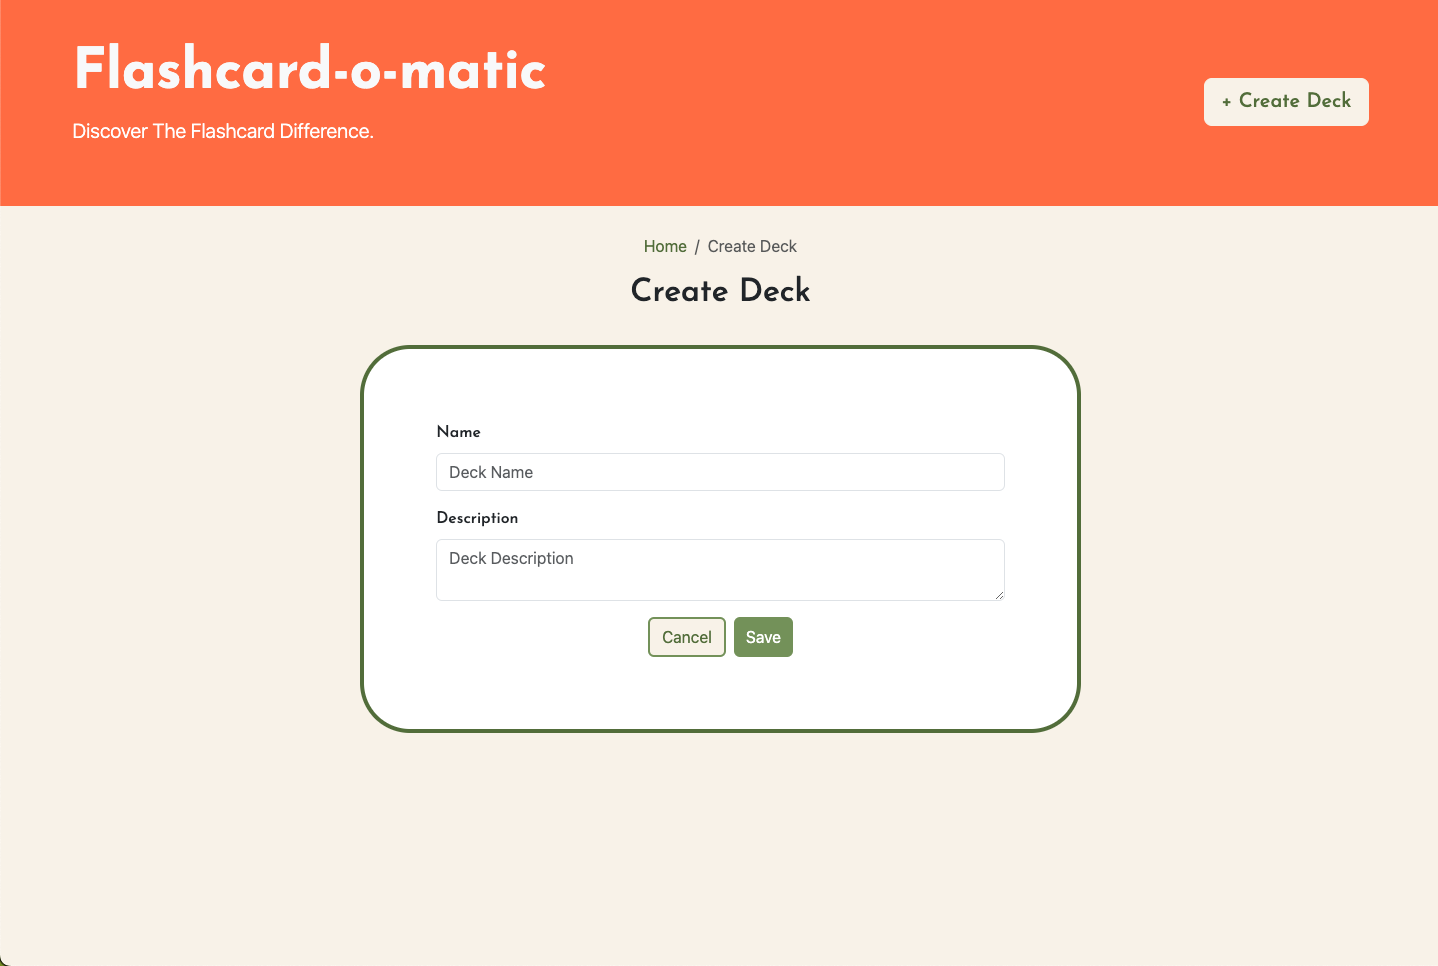 Flashcard-o-matic
Discover The Flashcard Difference.
+ Create Deck
Home / Create Deck
Create Deck
Name
Deck Name
Description
Deck Description
Cancel Save